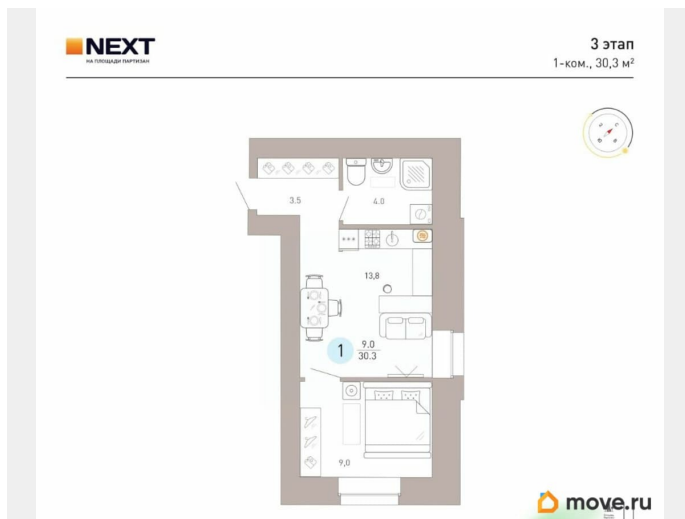 NEXT
НА ПЛОЩАДИ ПАРТИЗАН
3 этап
1-ком., 30,3 м²
3.5
4.0
13,8
1
9.0
30.3
9,0
move.ru